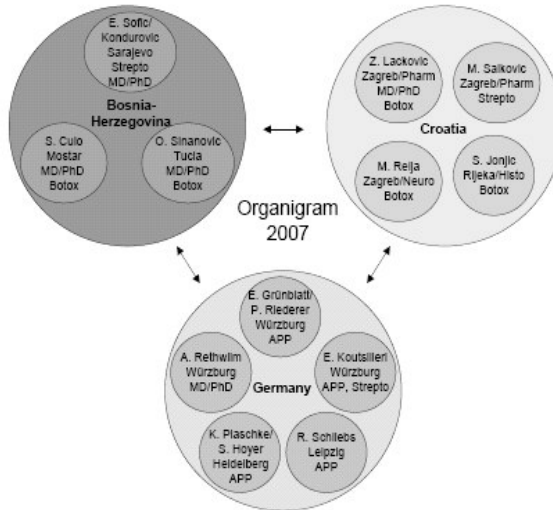 E. Sofic/
Kondurovic
Sarajevo
Strepto
MD/PhD
Bosnia-
Herzegovina
S. Culo
Mostar
MD/PhD
Botox
O. Sinanovic
Tucla
MD/PhD
Botox
Z. Lackovic
Zagreb/Pharm
MD/PhD
Botox
M. Salkovic
Zagreb/Pharm
Strepto
Croatia
M. Relja
Zagreb/Neuro
Botox
S. Jonjic
Rijeka/Histo
Botox
Organigram
2007
E. Grünblatt/
P. Riederer
Würzburg
APP
A. Rethwilm
Würzburg
MD/PhD
E. Koutsilieri
Würzburg
APP, Strepto
Germany
K. Plaschke/
S. Hoyer
Heidelberg
APP
R. Schliebs
Leipzig
APP